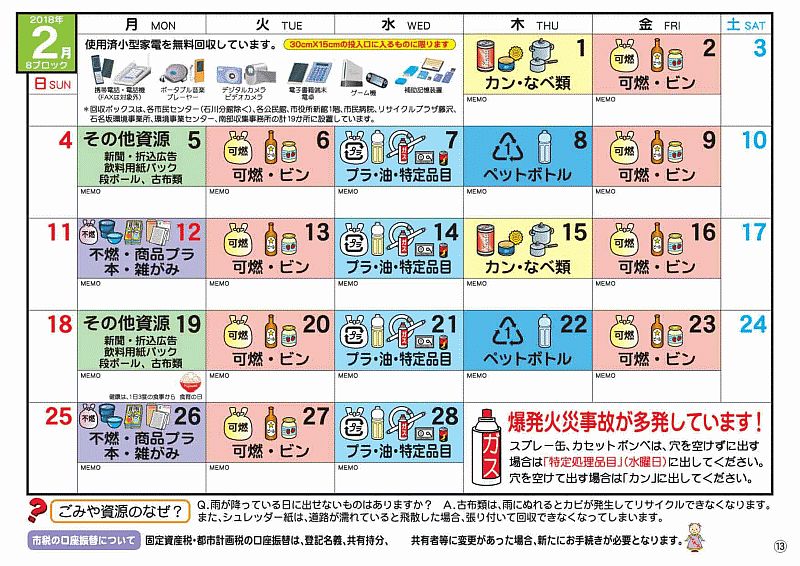 2018年
2月
8ブロック
月 MON
火 TUE
水 WED
木 THU
金 FRI
土 SAT
日 SUN
使用済小型家電を無料回収しています。
30cm×15cmの投入口に入るものに限ります
携帯電話・電話機
(FAXは対象外)
ポータブル音楽
プレーヤー
デジタルカメラ
ビデオカメラ
電子書籍端末
電卓
ゲーム機
補助記憶装置
*回収ボックスは、各市民センター(石川分館除く)、各公民館、市役所新館1階、市民病院、リサイクルプラザ藤沢、
石名坂環境事業所、環境事業センター、南部収集事務所の計19か所に設置しています。
1
カン・なべ類
MEMO
2
可燃
可燃・ビン
MEMO
3
4
その他資源 5
新聞・折込広告
飲料用紙パック
段ボール、古布類
MEMO
6
可燃
可燃・ビン
MEMO
7
プラ
プラ・油・特定品目
MEMO
8
1
ペットボトル
MEMO
9
可燃
可燃・ビン
MEMO
10
11
不燃
12
不燃・商品プラ
本・雑がみ
MEMO
13
可燃
可燃・ビン
MEMO
14
プラ
プラ・油・特定品目
MEMO
15
カン・なべ類
MEMO
16
可燃
可燃・ビン
MEMO
17
18
その他資源 19
新聞・折込広告
飲料用紙パック
段ボール、古布類
MEMO
健康は、1日3度の食事から 食育の日
20
可燃
可燃・ビン
MEMO
21
プラ
プラ・油・特定品目
MEMO
22
1
ペットボトル
MEMO
23
可燃
可燃・ビン
MEMO
24
25
不燃
26
不燃・商品プラ
本・雑がみ
MEMO
27
可燃
可燃・ビン
MEMO
28
プラ
プラ・油・特定品目
MEMO
ガス
爆発火災事故が多発しています!
スプレー缶、カセットボンベは、穴を空けずに出す
場合は「特定処理品目」(水曜日)に出してください。
穴を空けて出す場合は「カン」に出してください。
?
ごみや資源のなぜ?
Q.雨が降っている日に出せないものはありますか? A.古布類は、雨にぬれるとカビが発生してリサイクルできなくなります。
また、シュレッダー紙は、道路が濡れていると飛散した場合、張り付いて回収できなくなってしまいます。
市税の口座振替について
固定資産税・都市計画税の口座振替は、登記名義、共有持分、 共有者等に変更があった場合、新たにお手続きが必要となります。
13